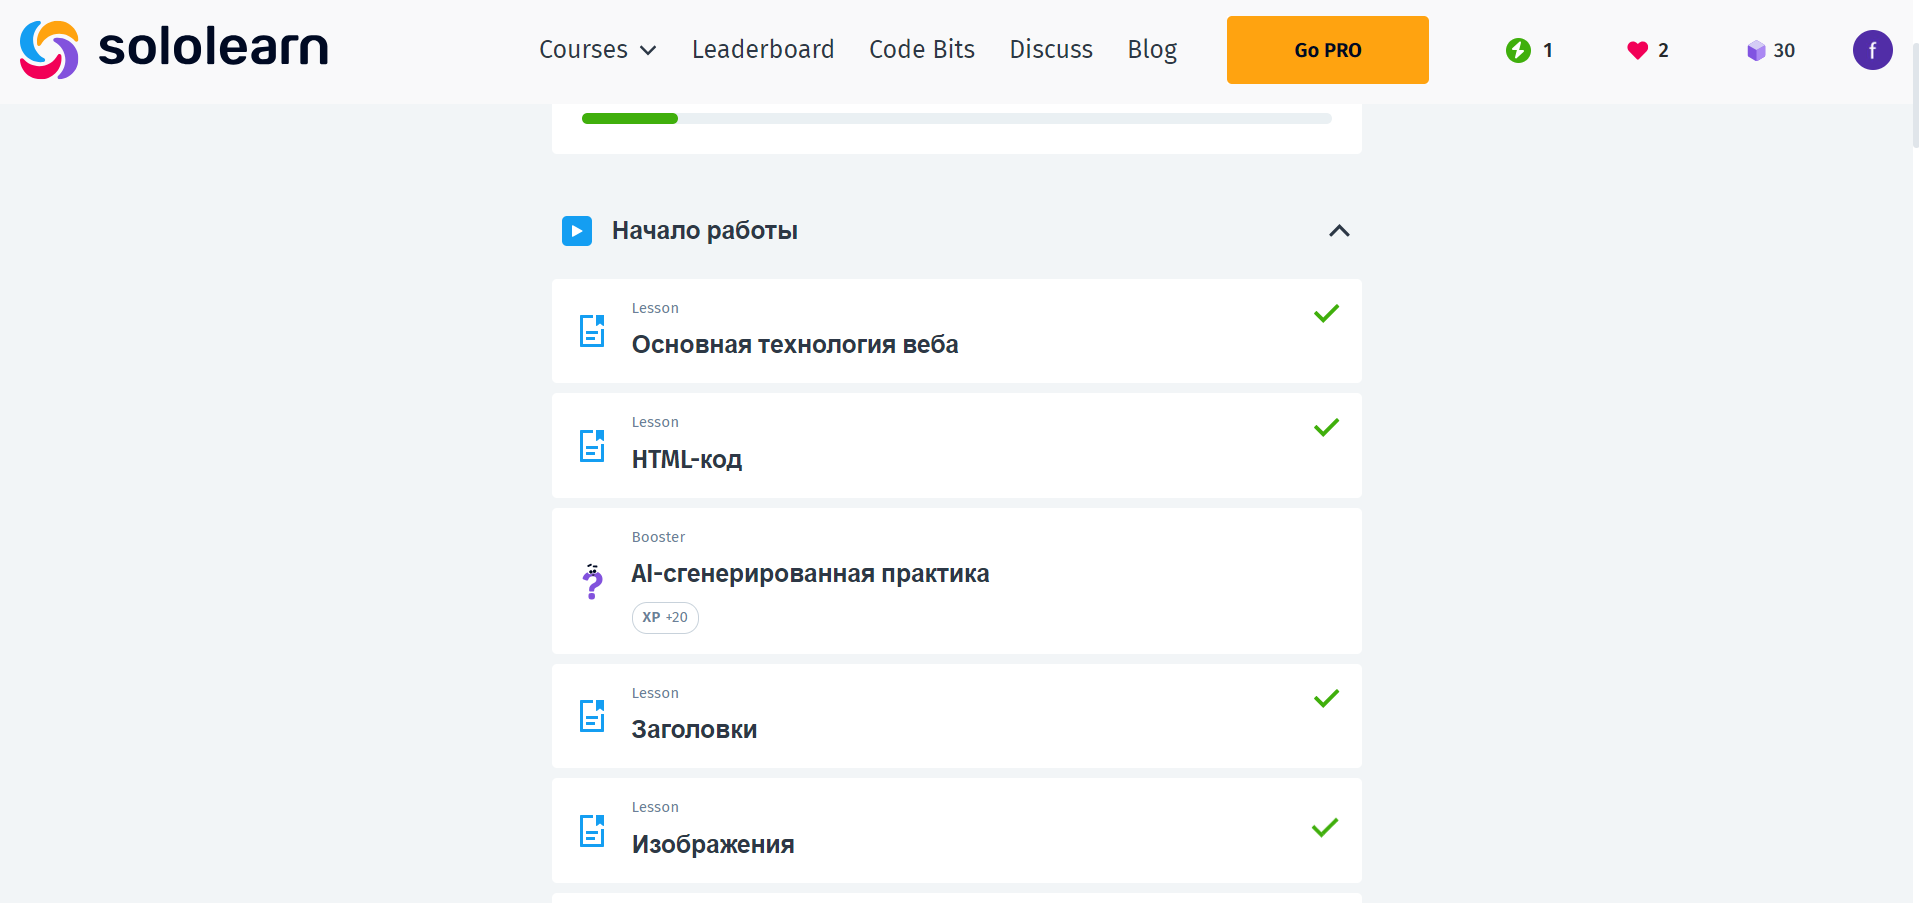 sololearn
Courses Leaderboard Code Bits Discuss Blog Go PRO 1 2 30 f
Начало работы
Lesson
Основная технология веба
Lesson
HTML-код
Booster
AI-сгенерированная практика
XP +20
Lesson
Заголовки
Lesson
Изображения